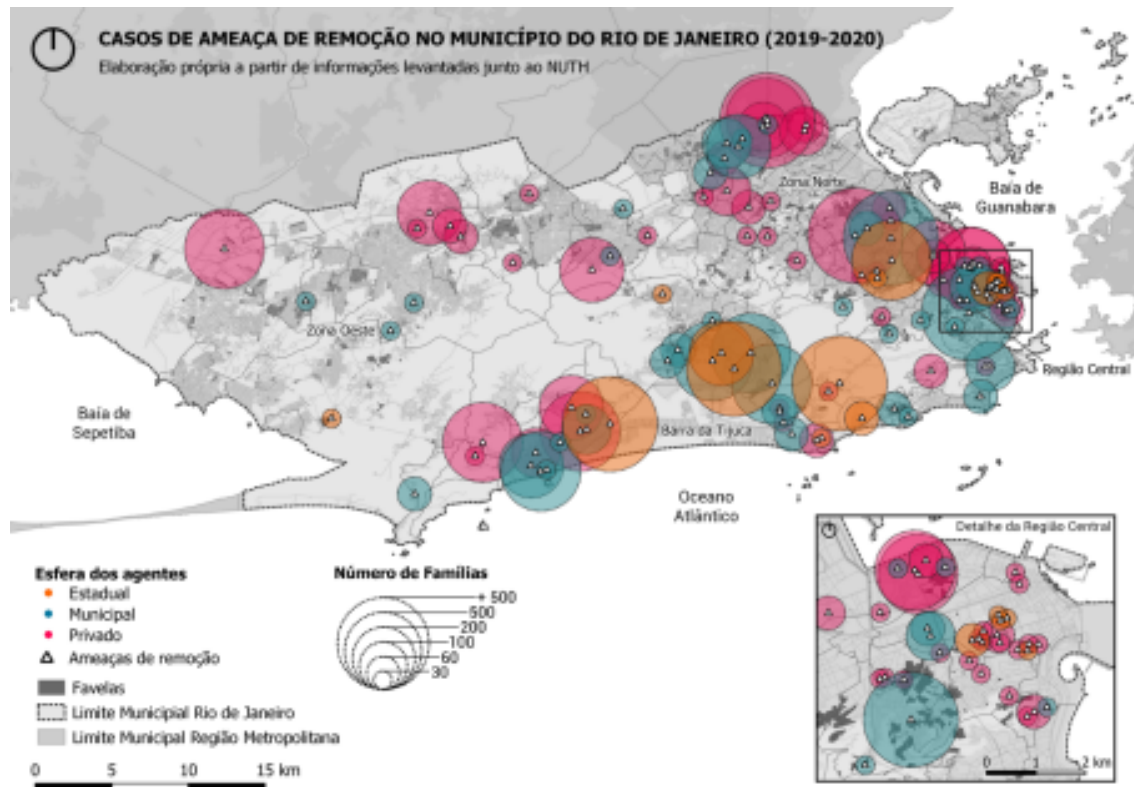 CASOS DE AMEAÇA DE REMOÇÃO NO MUNICÍPIO DO RIO DE JANEIRO (2019-2020)
Elaboração própria a partir de informações levantadas junto ao NUTH
Zona Norte
Baía de
Guanabara
Zona Oeste
Região Central
Baía de
Sepetiba
Barra da Tijuca
Oceano
Atlântico
Detalhe da Região Central
Esfera dos agentes
Estadual
Municipal
Privado
Ameaças de remoção
Favelas
Limite Municipial Rio de Janeiro
Limite Municipal Região Metropolitana
0 5 10 15 km
Número de Famílias
+ 500
500
200
100
60
30
0 1 2 km